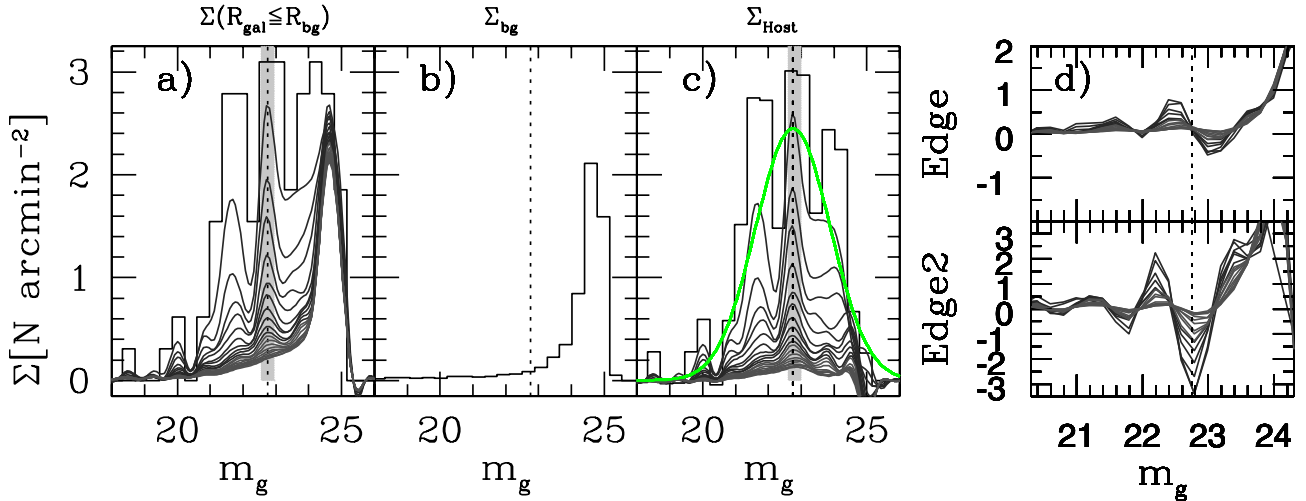 Σ(R_gal≦R_bg)
Σ_bg
Σ_Host
a)
b)
c)
d)
Σ[N arcmin⁻²]
3
2
1
0
20 25
20 25
20 25
m_g
m_g
m_g
Edge
2
1
0
-1
Edge2
3
2
1
0
-1
-2
-3
21 22 23 24
m_g